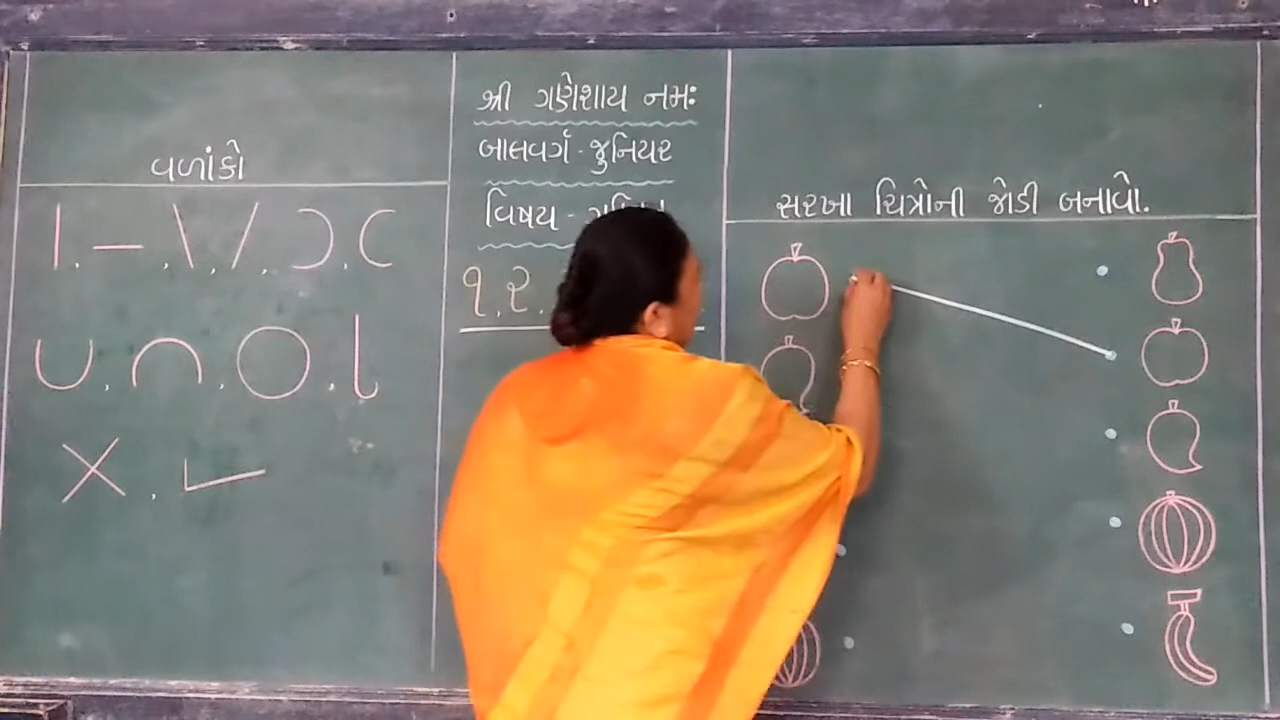 વળાંકો
શ્રી ગણેશાય નમઃ
બાલવર્ગ - જુનિયર
વિષય -
૧, ૨,
સરખા ચિત્રોની જોડી બનાવો.